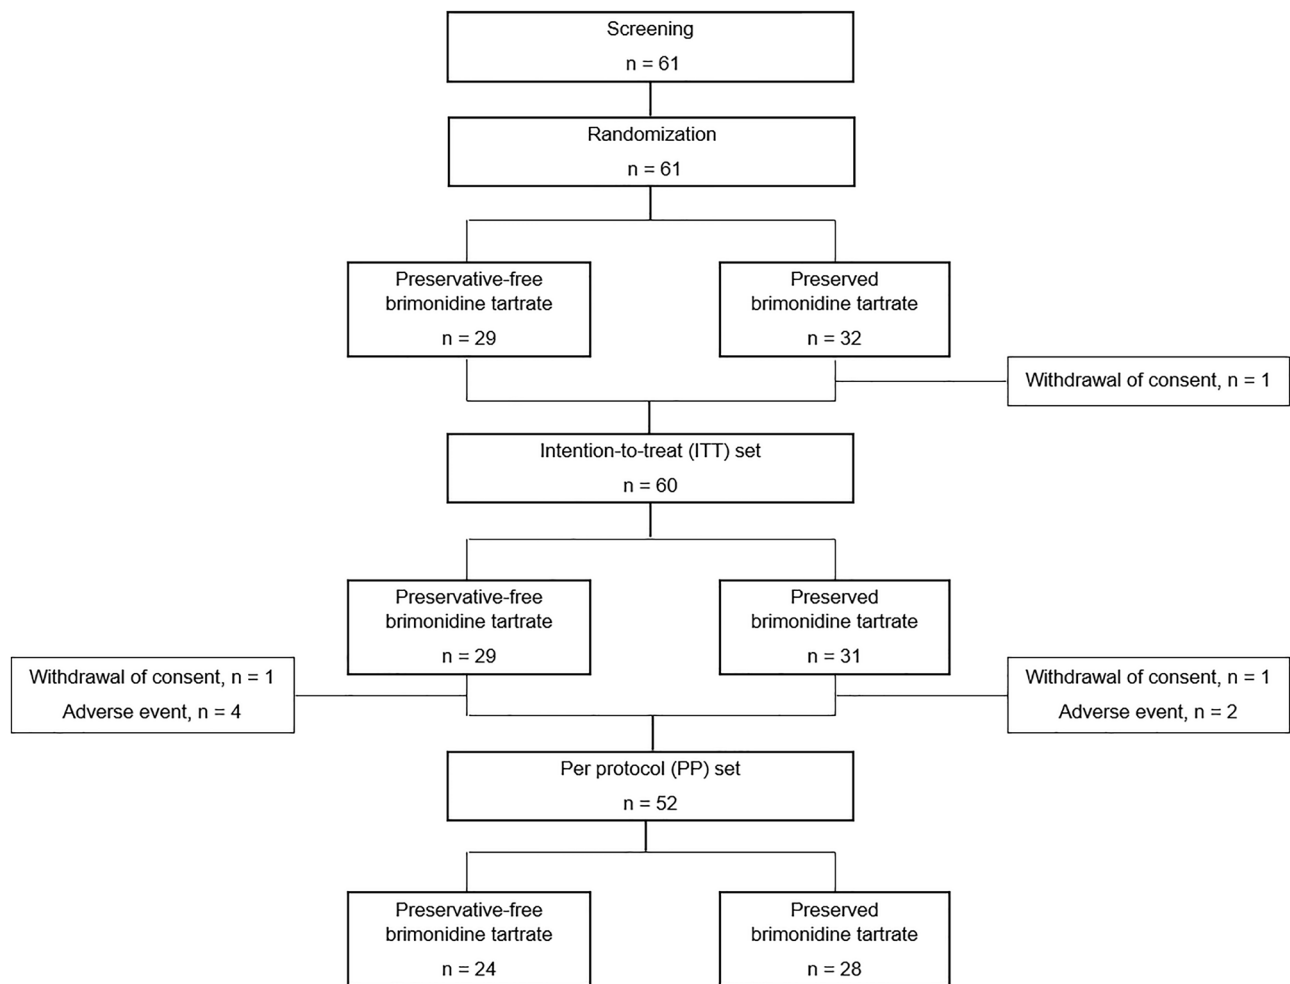 Screening
n = 61
Randomization
n = 61
Preservative-free
brimonidine tartrate
n = 29
Preserved
brimonidine tartrate
n = 32
Withdrawal of consent, n = 1
Intention-to-treat (ITT) set
n = 60
Preservative-free
brimonidine tartrate
n = 29
Preserved
brimonidine tartrate
n = 31
Withdrawal of consent, n = 1
Adverse event, n = 4
Withdrawal of consent, n = 1
Adverse event, n = 2
Per protocol (PP) set
n = 52
Preservative-free
brimonidine tartrate
n = 24
Preserved
brimonidine tartrate
n = 28